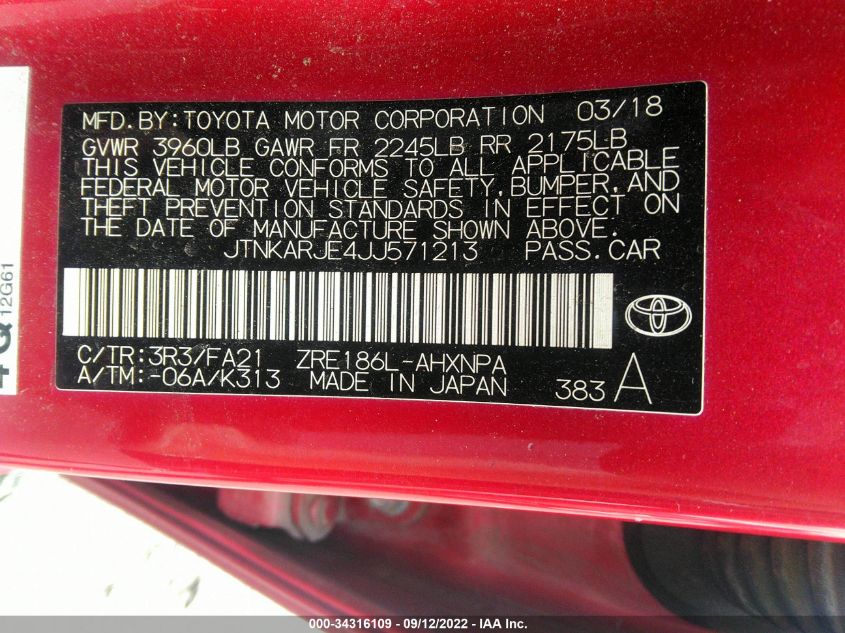 MFD.BY:TOYOTA MOTOR CORPORATION 03/18
GVWR 3960LB GAWR FR 2245LB RR 2175LB
THIS VEHICLE CONFORMS TO ALL APPLICABLE
FEDERAL MOTOR VEHICLE SAFETY,BUMPER,AND
THEFT PREVENTION STANDARDS IN EFFECT ON
THE DATE OF MANUFACTURE SHOWN ABOVE.
JTNKARJE4JJ571213 PASS.CAR
C/TR:3R3/FA21 ZRE186L-AHXNPA
A/TM:-06A/K313 MADE IN JAPAN 383 A
12G61
000-34316109 - 09/12/2022 - IAA Inc.